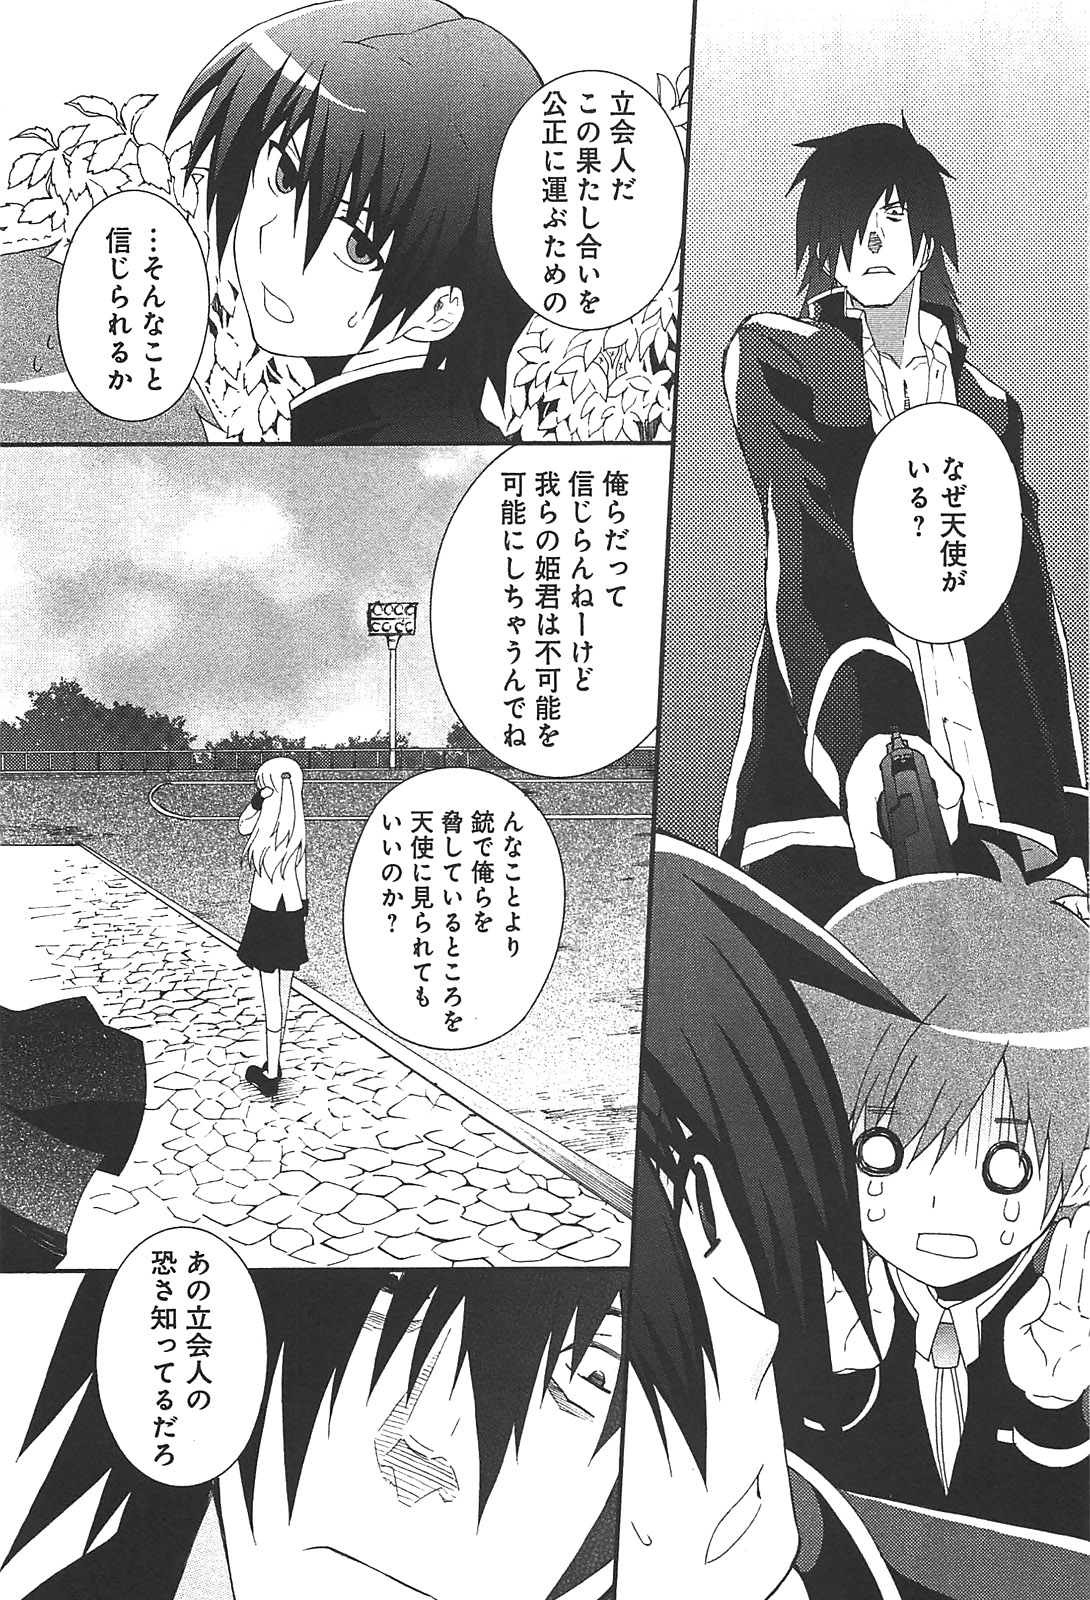 なぜ天使が
いる？
立会人だ
この果たし合いを
公正に運ぶための
…そんなこと
信じられるか
俺らだって
信じらんねーけど
我らの姫君は不可能を
可能にしちゃうんでね
んなことより
銃で俺らを
脅しているところを
天使に見られても
いいのか？
あの立会人の
恐さ知ってるだろ